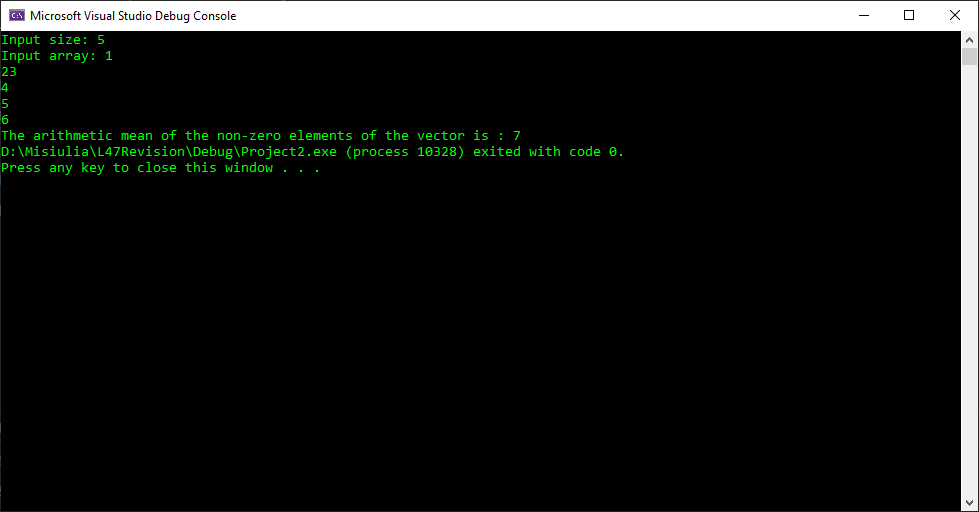 Microsoft Visual Studio Debug Console
Input size: 5
Input array: 1
23
4
5
6
The arithmetic mean of the non-zero elements of the vector is : 7
D:\Misiulia\L47Revision\Debug\Project2.exe (process 10328) exited with code 0.
Press any key to close this window . . .